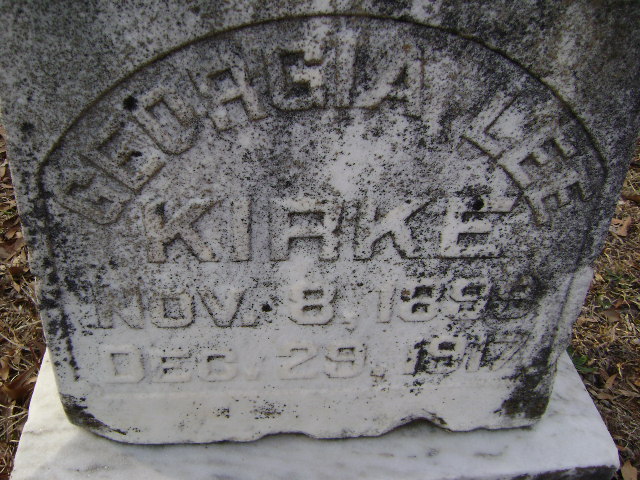 GEORGIA LEE
KIRKE
NOV. 8,
DEC. 29, 1917